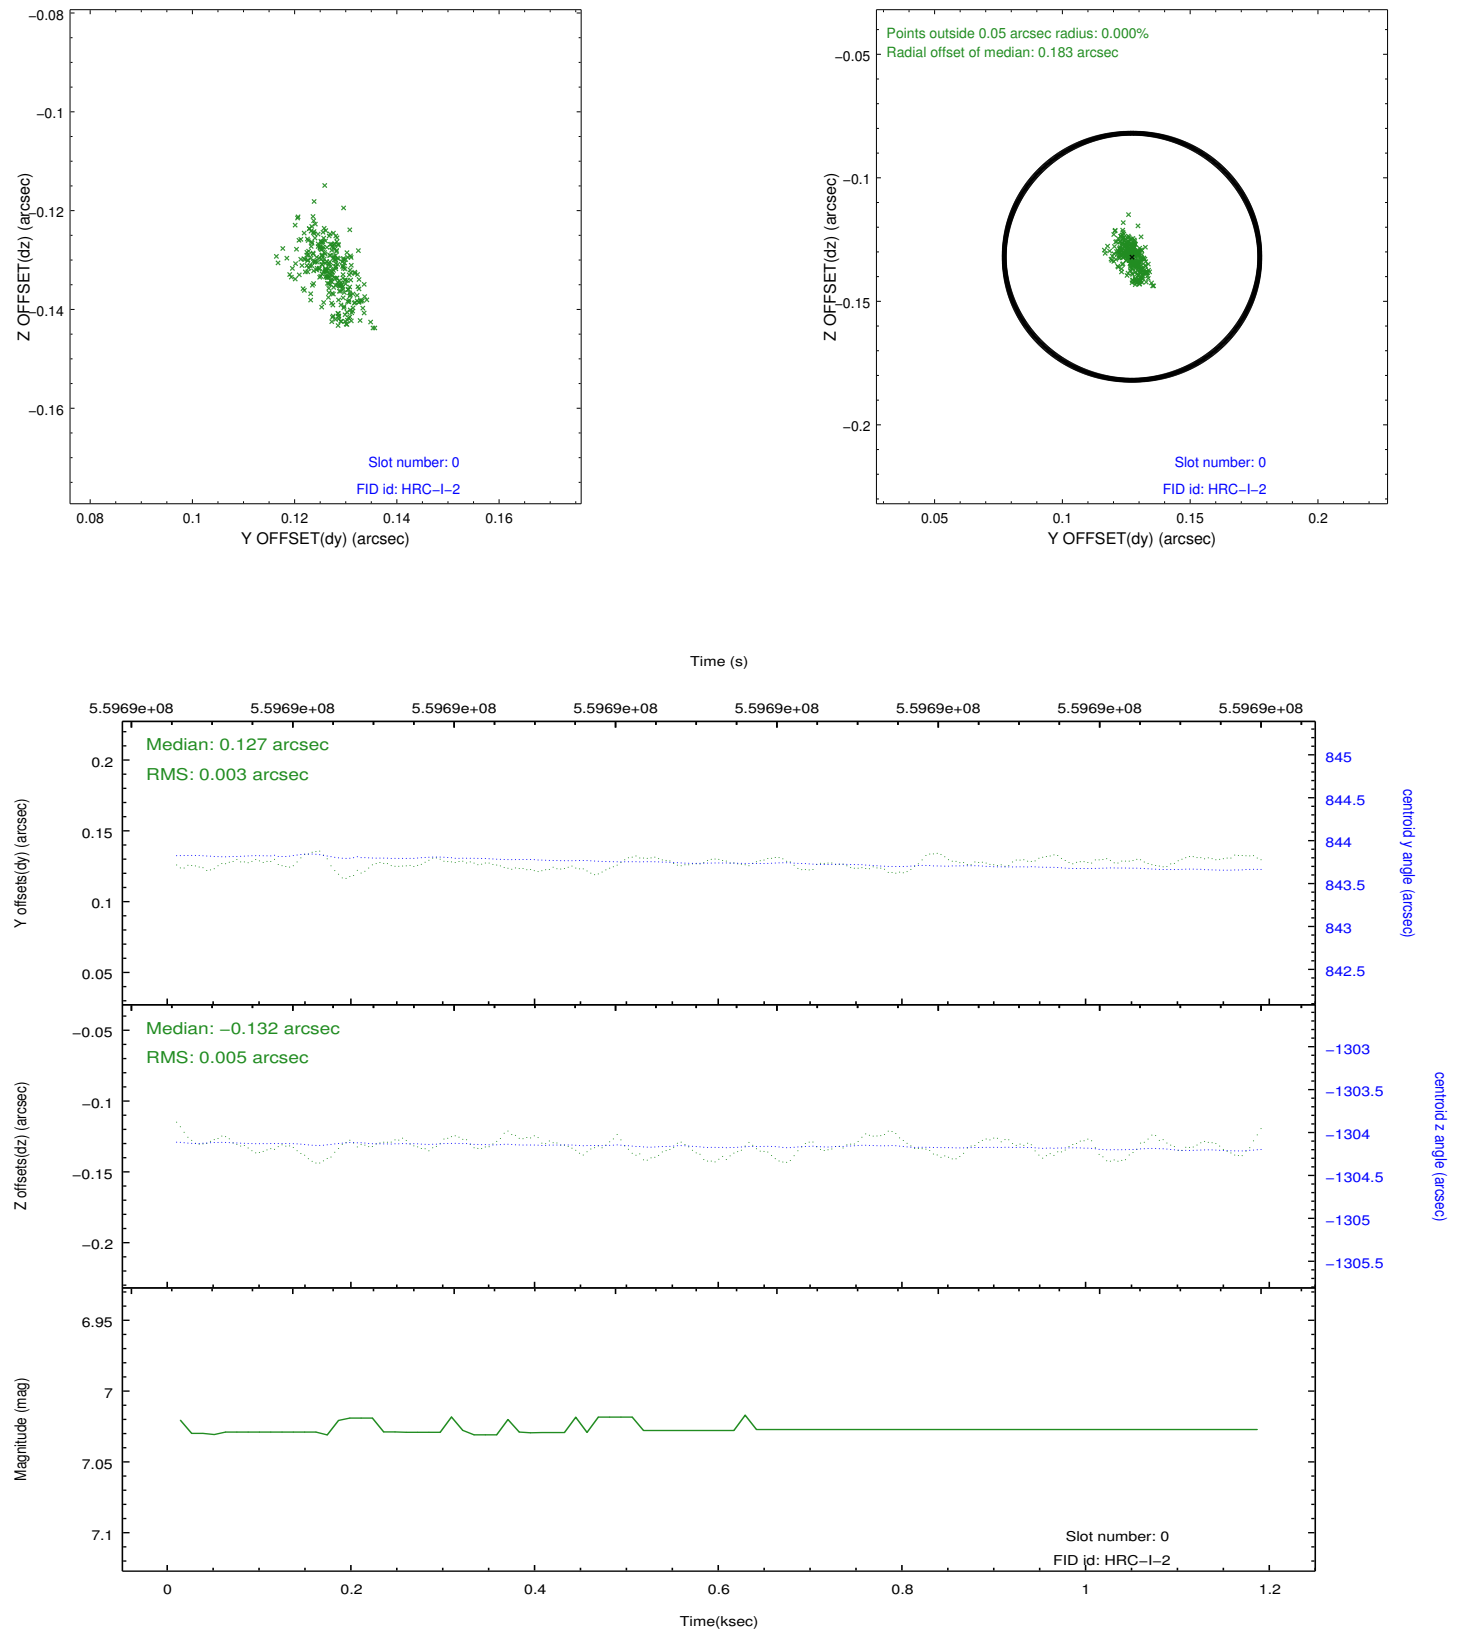 −0.08
−0.1
−0.12
−0.14
−0.16
Z OFFSET(dz) (arcsec)
Slot number: 0
FID id: HRC−I−2
0.08 0.1 0.12 0.14 0.16
Y OFFSET(dy) (arcsec)
Points outside 0.05 arcsec radius: 0.000%
Radial offset of median: 0.183 arcsec
−0.05
−0.1
−0.15
−0.2
Z OFFSET(dz) (arcsec)
Slot number: 0
FID id: HRC−I−2
0.05 0.1 0.15 0.2
Y OFFSET(dy) (arcsec)
Time (s)
5.5969e+08 5.5969e+08 5.5969e+08 5.5969e+08 5.5969e+08 5.5969e+08 5.5969e+08 5.5969e+08
Median: 0.127 arcsec
RMS: 0.003 arcsec
0.2
0.15
0.1
0.05
Y offsets(dy) (arcsec)
845
844.5
844
843.5
843
842.5
centroid y angle (arcsec)
Median: −0.132 arcsec
RMS: 0.005 arcsec
−0.05
−0.1
−0.15
−0.2
Z offsets(dz) (arcsec)
−1303
−1303.5
−1304
−1304.5
−1305
−1305.5
centroid z angle (arcsec)
6.95
7
7.05
7.1
Magnitude (mag)
Slot number: 0
FID id: HRC−I−2
0 0.2 0.4 0.6 0.8 1 1.2
Time(ksec)